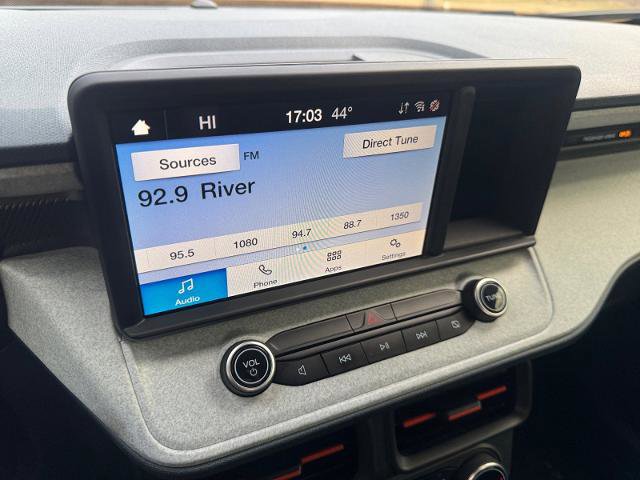 HI 17:03 44°
Sources FM Direct Tune
92.9 River
95.5 1080 94.7 88.7 1350
Audio Phone Apps Settings
VOL TUNE